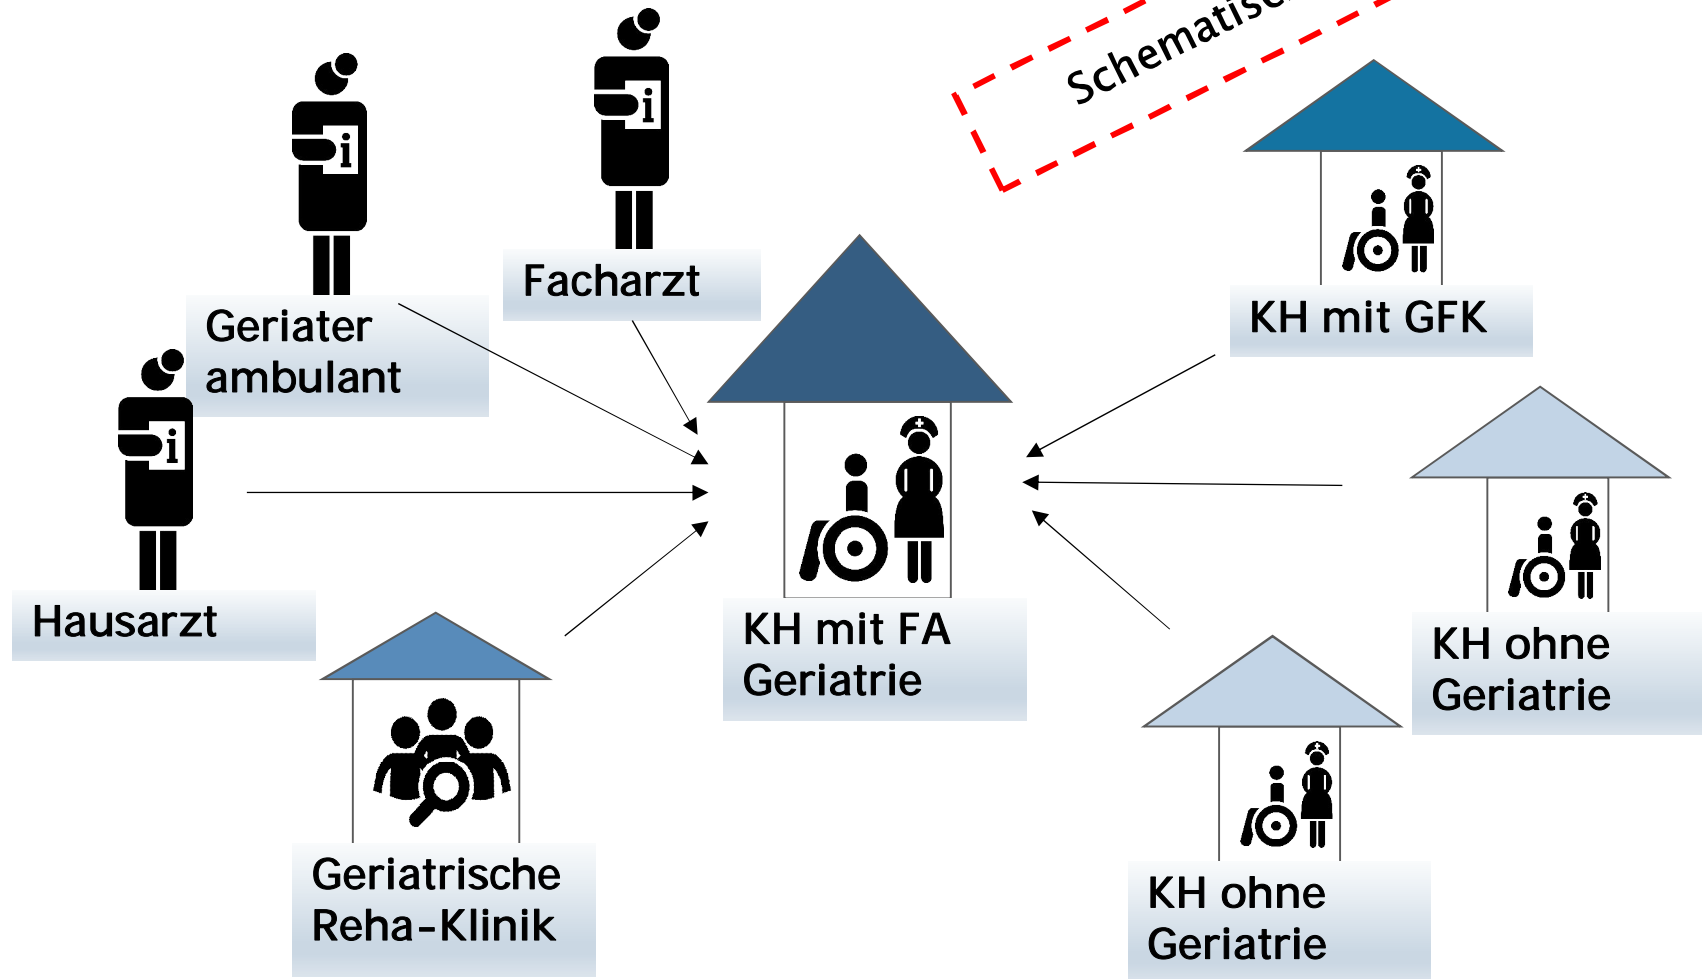 Facharzt
Geriater
ambulant
KH mit GFK
Hausarzt
KH mit FA
Geriatrie
KH ohne
Geriatrie
Geriatrische
Reha-Klinik
KH ohne
Geriatrie
i
i
i